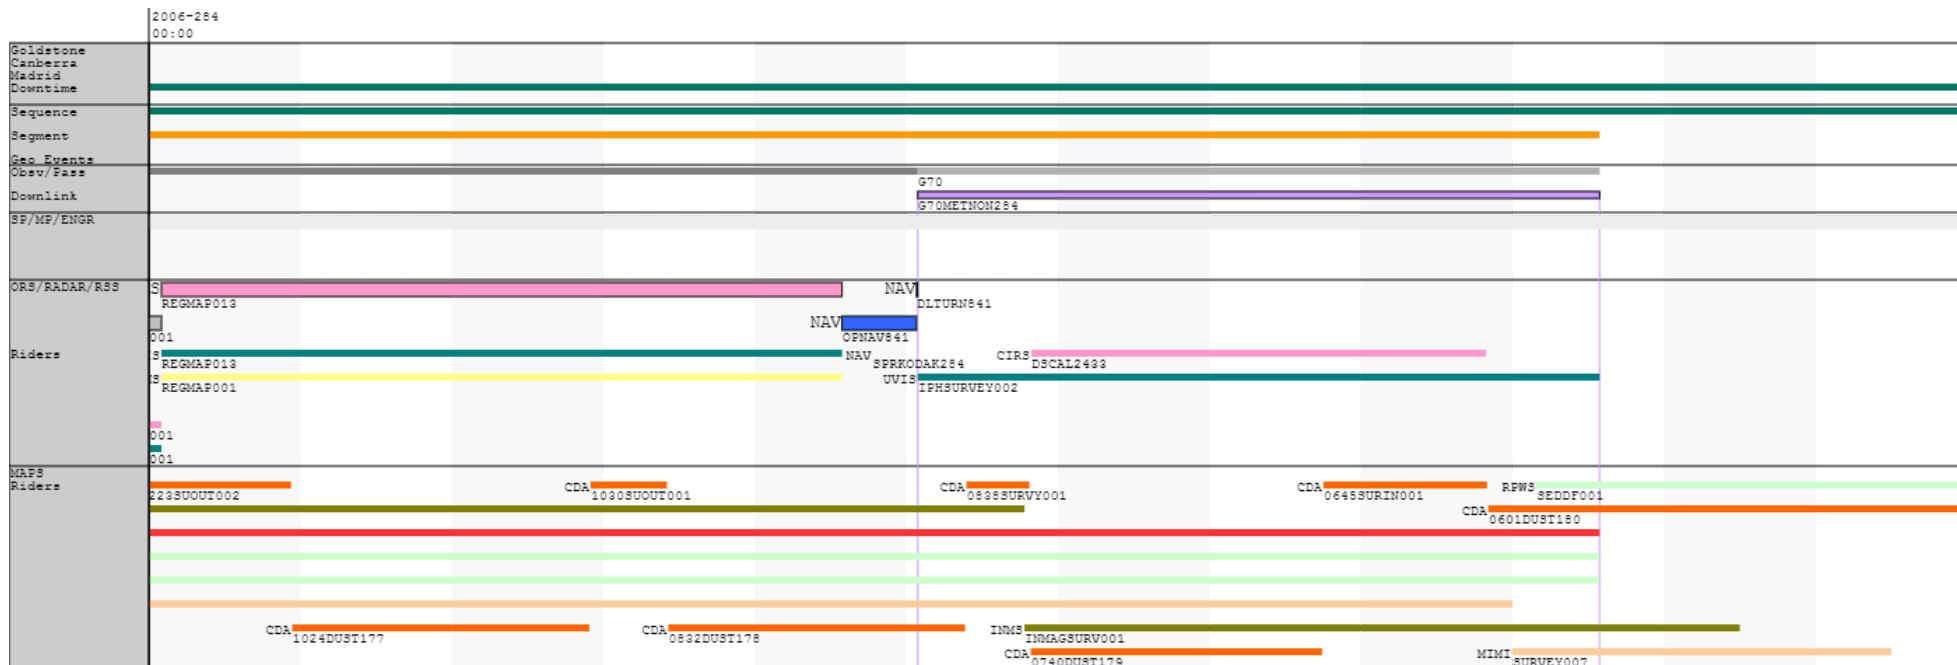 2006-284
00:00
Goldstone
Canberra
Madrid
Downtime
Sequence
Segment
Geo Events
Obsv/Pass
G70
Downlink
G70METNON284
SP/MP/ENGR
ORS/RADAR/RSS
S
NAV
REGMAP013
DLTURN841
NAV
001
OPNAV841
Riders
S
NAV
CIRS
REGMAP013
SPRKODAK284
DSCAL2433
IS
UVIS
REGMAP001
IPHSURVEY002
001
001
MAPS
Riders
CDA
CDA
CDA
RPWS
223SUOUT002
1030SUOUT001
0838SURVY001
0645SURIN001
SEDDF001
CDA
0601DUST180
CDA
CDA
INMS
1024DUST177
0832DUST178
INMAGSURV001
CDA
MIMI
0740DUST179
SURVEY007